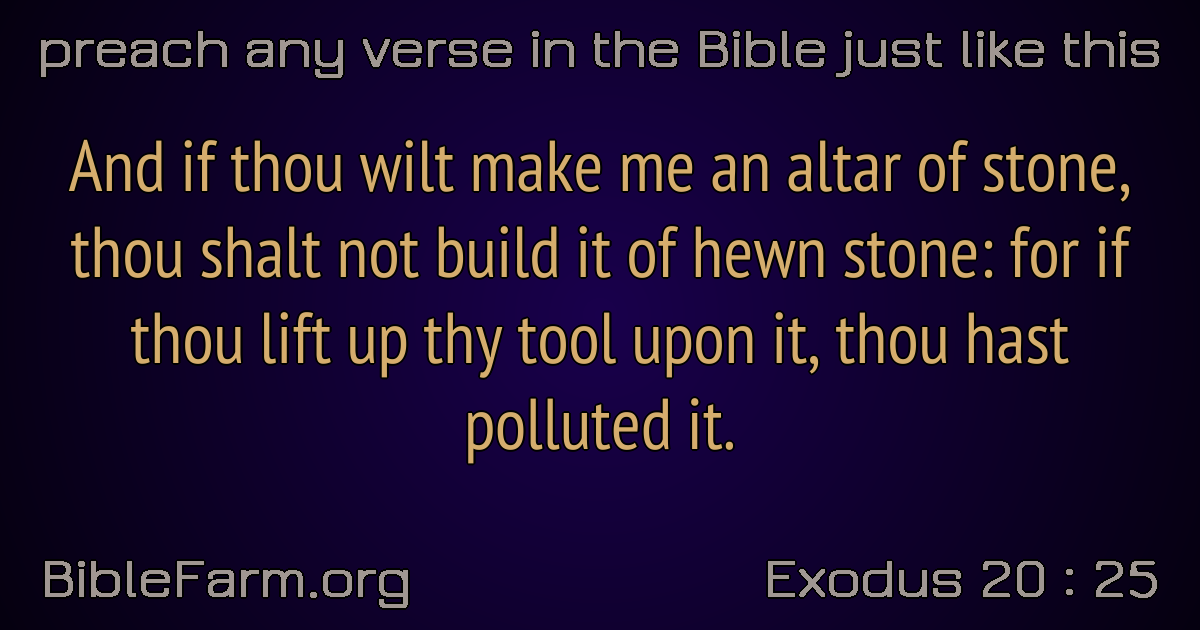 preach any verse in the Bible just like this
And if thou wilt make me an altar of stone,
thou shalt not build it of hewn stone: for if
thou lift up thy tool upon it, thou hast
polluted it.
BibleFarm.org
Exodus 20 : 25